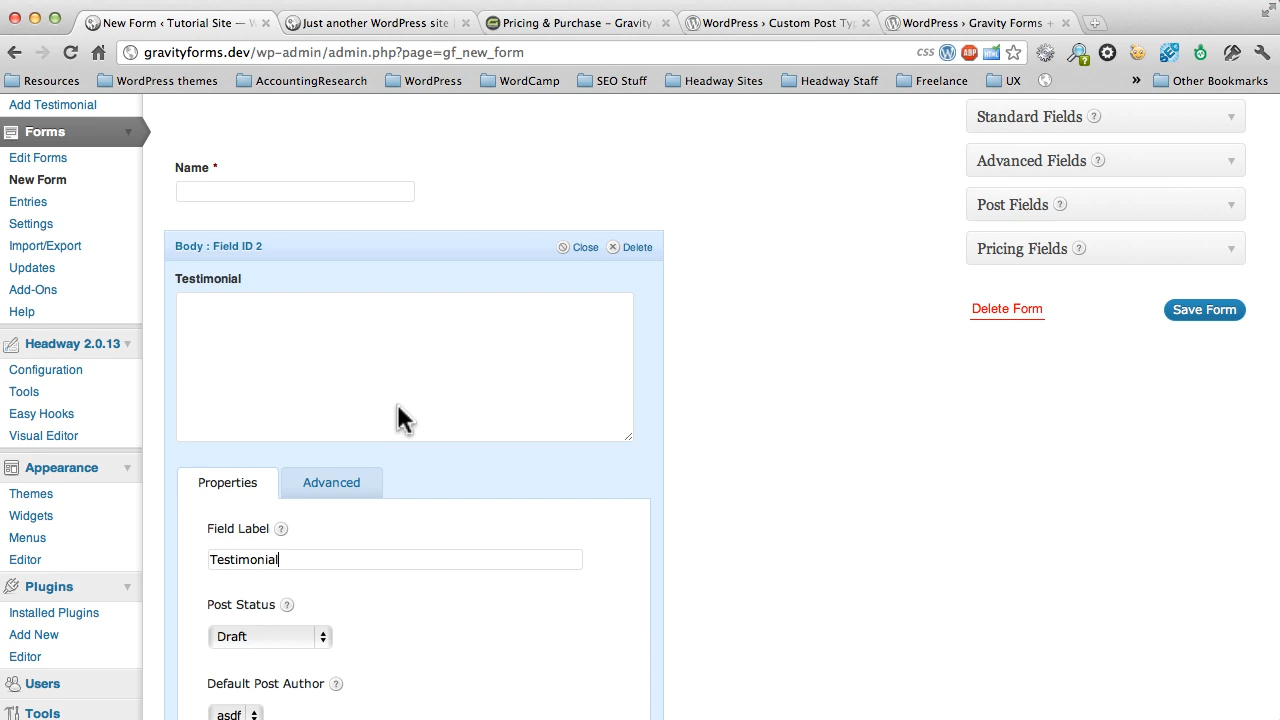 New Form ‹ Tutorial Site — W
Just another WordPress site
Pricing & Purchase - Gravity
WordPress › Custom Post Typ
WordPress › Gravity Forms +
gravityforms.dev/wp-admin/admin.php?page=gf_new_form
CSS
ABP
Resources
WordPress themes
AccountingResearch
WordPress
WordCamp
SEO Stuff
Headway Sites
Headway Staff
Freelance
UX
»
Other Bookmarks
Add Testimonial
Forms
Edit Forms
New Form
Entries
Settings
Import/Export
Updates
Add-Ons
Help
Headway 2.0.13
Configuration
Tools
Easy Hooks
Visual Editor
Appearance
Themes
Widgets
Menus
Editor
Plugins
Installed Plugins
Add New
Editor
Users
Tools
Name *
Body : Field ID 2
Close
Delete
Testimonial
Properties
Advanced
Field Label ?
Testimonial
Post Status ?
Draft
Default Post Author ?
asdf
Standard Fields ?
Advanced Fields ?
Post Fields ?
Pricing Fields ?
Delete Form
Save Form